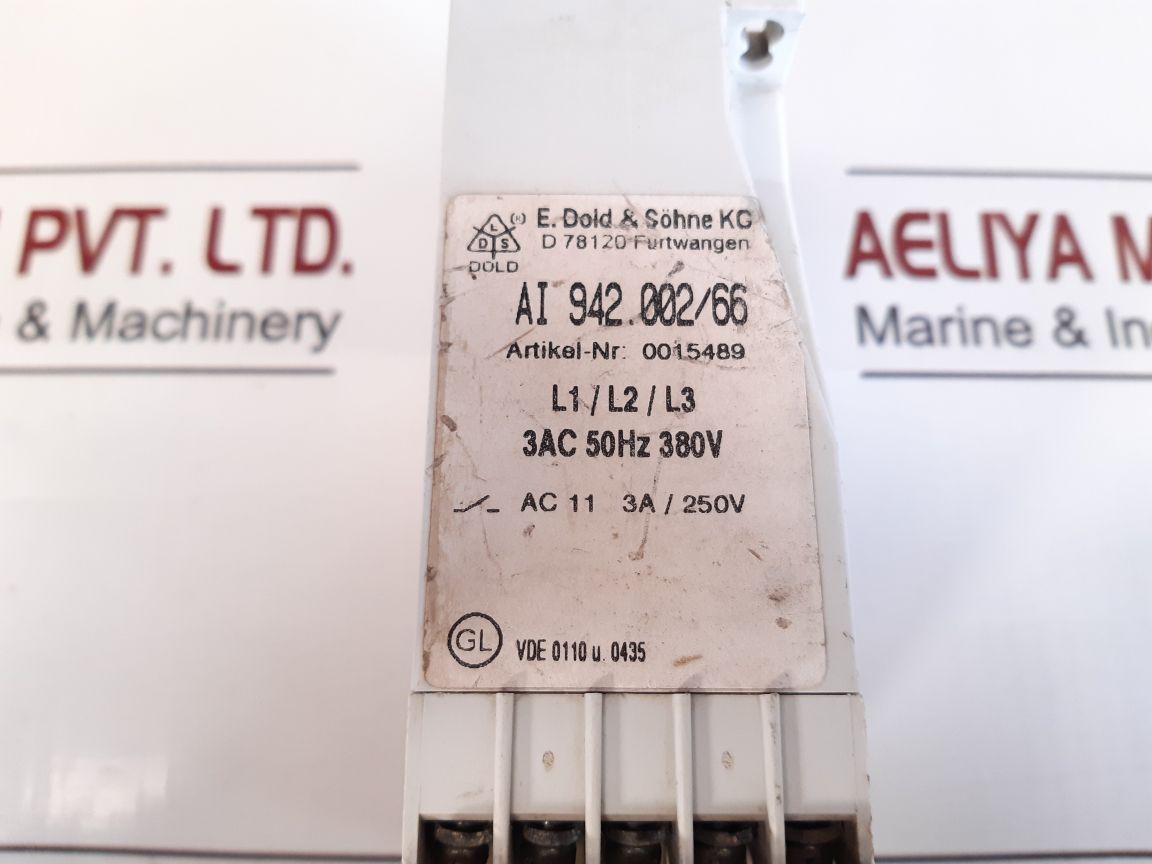 PVT. LTD.
& Machinery
AELIYA M
Marine & In
L
D S
DOLD
E. Dold & Söhne KG
D 78120 Furtwangen
AI 942.002/66
Artikel-Nr: 0015489
L1 / L2 / L3
3AC 50Hz 380V
AC 11 3A / 250V
GL
VDE 0110 u. 0435